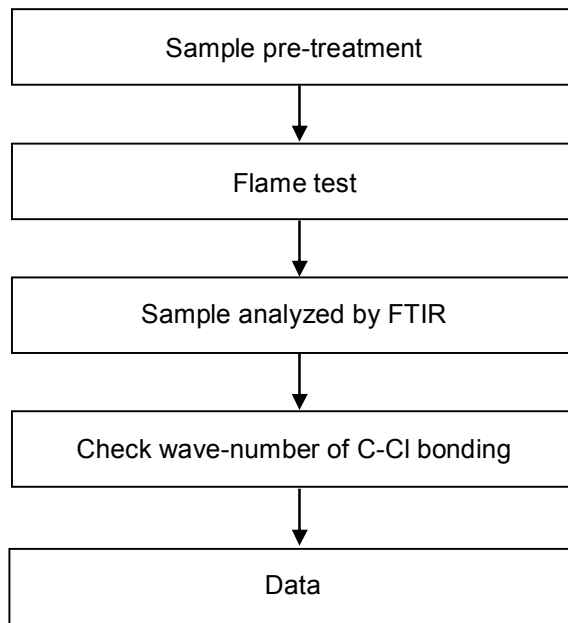 Sample pre-treatment
Flame test
Sample analyzed by FTIR
Check wave-number of C-Cl bonding
Data